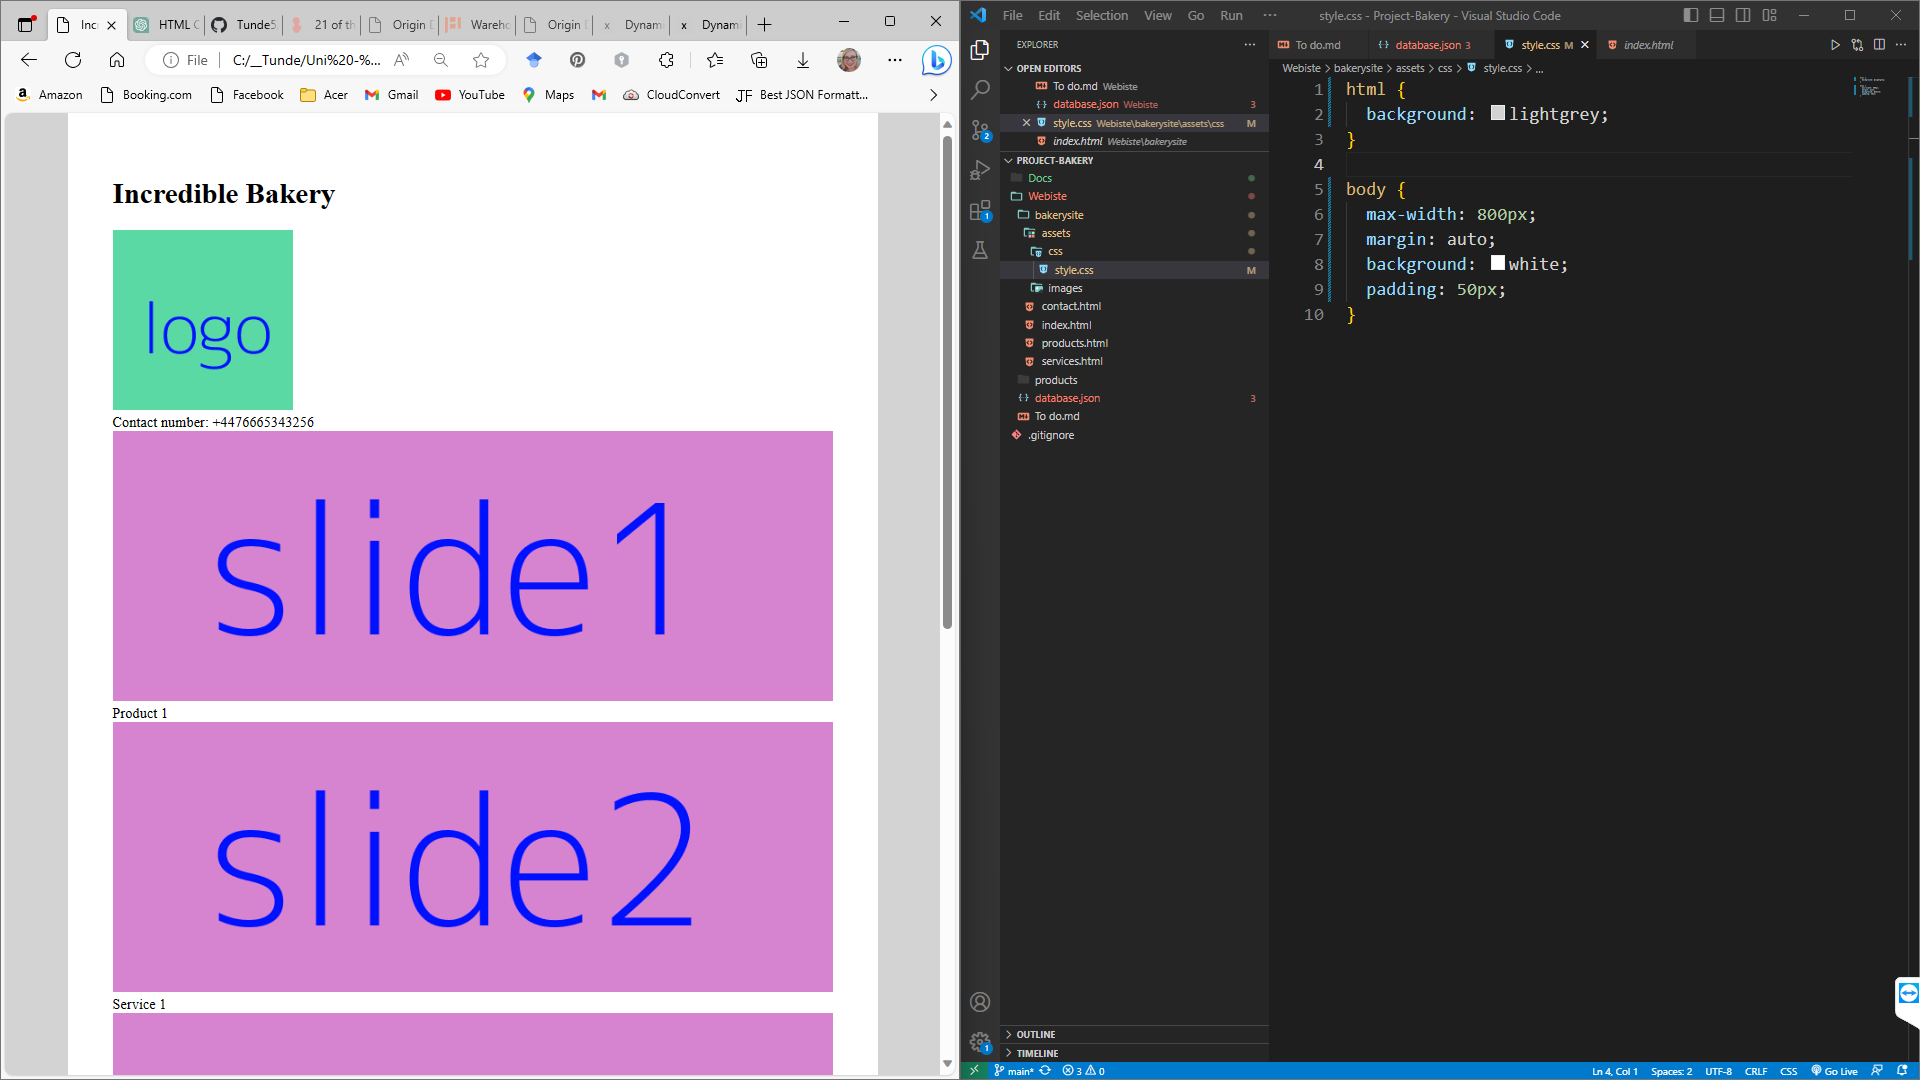 Inc
HTML C
Tunde5
21 of th
Origin E
Wareho
Origin
Dynam
Dynam
File
C:/__Tunde/Uni%20-%...
Amazon
Booking.com
Facebook
Acer
Gmail
YouTube
Maps
CloudConvert
JF Best JSON Formatt...
Incredible Bakery
logo
Contact number: +4476665343256
slide1
Product 1
slide2
Service 1
File Edit Selection View Go Run ...
style.css - Project-Bakery - Visual Studio Code
EXPLORER
OPEN EDITORS
To do.md Webiste
database.json Webiste 3
style.css Webiste\bakerysite\assets\css M
index.html Webiste\bakerysite
PROJECT-BAKERY
Docs
Webiste
bakerysite
assets
css
style.css M
images
contact.html
index.html
products.html
services.html
products
database.json 3
To do.md
.gitignore
OUTLINE
TIMELINE
2
1
1
To do.md
database.json 3
style.css M
index.html
Webiste > bakerysite > assets > css > style.css > ...
1 html {
2 background: lightgrey;
3 }
4
5 body {
6 max-width: 800px;
7 margin: auto;
8 background: white;
9 padding: 50px;
10 }
main* 3 0
Ln 4, Col 1 Spaces: 2 UTF-8 CRLF CSS Go Live